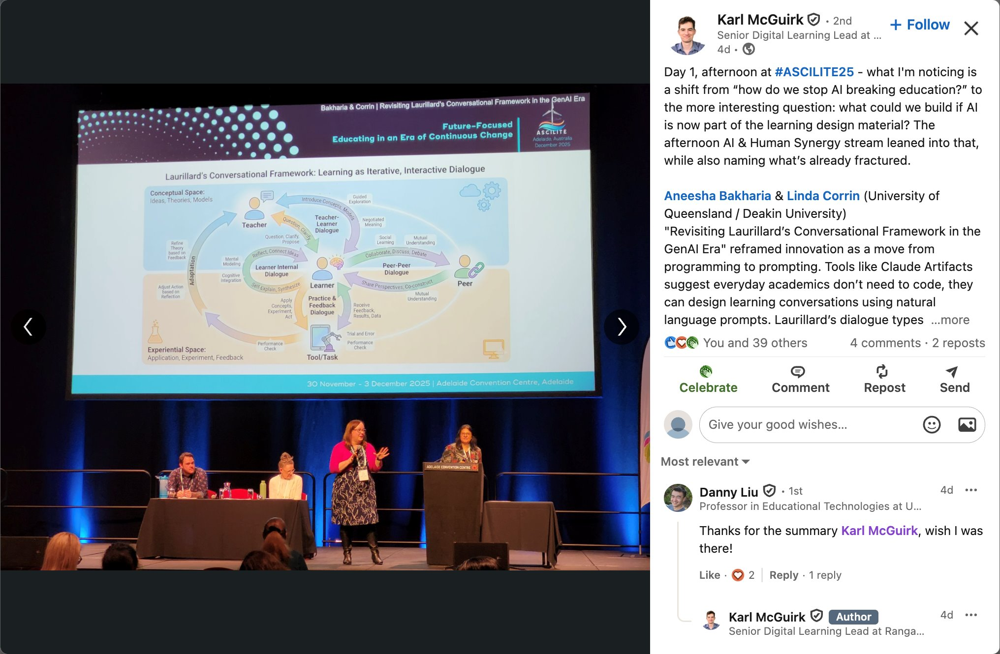 Bakharia & Corrin | Revisiting Laurillard's Conversational Framework in the GenAI Era
Future-Focused
Educating in an Era of Continuous Change
ASCILITE
Adelaide, Australia
December 2025
Laurillard's Conversational Framework: Learning as Iterative, Interactive Dialogue
Conceptual Space:
Ideas, Theories, Models
Teacher
Introduce Concepts, Models
Guided
Exploration
Question, Clarify,
Teacher-
Learner
Dialogue
Negotiated
Meaning
Question, Clarify,
Propose
Social
Learning
Mutual
Understanding
Refine
Theory
based on
Feedback
Adaptation
Mental
Modeling
Reflect, Connect Ideas
Collaborate, Discuss, Debate
Learner Internal
Dialogue
Peer-Peer
Dialogue
Cognitive
Integration
Self-Explain, Synthesize
Learner
Share Perspectives, Co-construct
Peer
Mutual
Understanding
Adjust Action
based on
Reflection
Apply
Concepts,
Experiment,
Act
Practice &
Feedback
Dialogue
Receive
Feedback,
Results, Data
Trial and Error
Performance
Check
Performance
Check
Tool/Task
Experiential Space:
Application, Experiment, Feedback
30 November - 3 December 2025 | Adelaide Convention Centre, Adelaide
ADELAIDE CONVENTION CENTRE
Karl McGuirk • 2nd
Senior Digital Learning Lead at ...
4d •
+ Follow
Day 1, afternoon at #ASCILITE25 - what I'm noticing is
a shift from “how do we stop AI breaking education?” to
the more interesting question: what could we build if AI
is now part of the learning design material? The
afternoon AI & Human Synergy stream leaned into that,
while also naming what’s already fractured.
Aneesha Bakharia & Linda Corrin (University of
Queensland / Deakin University)
"Revisiting Laurillard’s Conversational Framework in the
GenAI Era" reframed innovation as a move from
programming to prompting. Tools like Claude Artifacts
suggest everyday academics don’t need to code, they
can design learning conversations using natural
language prompts. Laurillard’s dialogue types ...more
You and 39 others
4 comments · 2 reposts
Celebrate
Comment
Repost
Send
Give your good wishes...
Most relevant
Danny Liu • 1st
4d
Professor in Educational Technologies at U...
Thanks for the summary Karl McGuirk, wish I was
there!
Like · 2 | Reply · 1 reply
Karl McGuirk Author
4d
Senior Digital Learning Lead at Ranga...